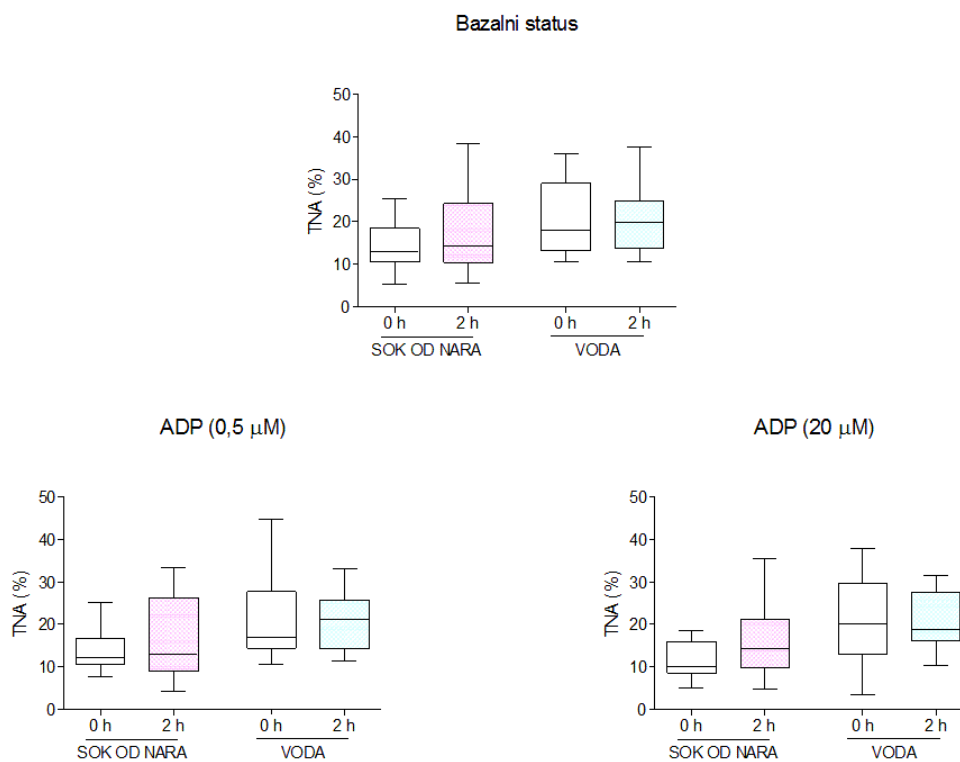 Bazalni status
TNA (%)
50
40
30
20
10
0
0 h 2 h 0 h 2 h
SOK OD NARA VODA
ADP (0,5 μM)
TNA (%)
50
40
30
20
10
0
0 h 2 h 0 h 2 h
SOK OD NARA VODA
ADP (20 μM)
TNA (%)
50
40
30
20
10
0
0 h 2 h 0 h 2 h
SOK OD NARA VODA